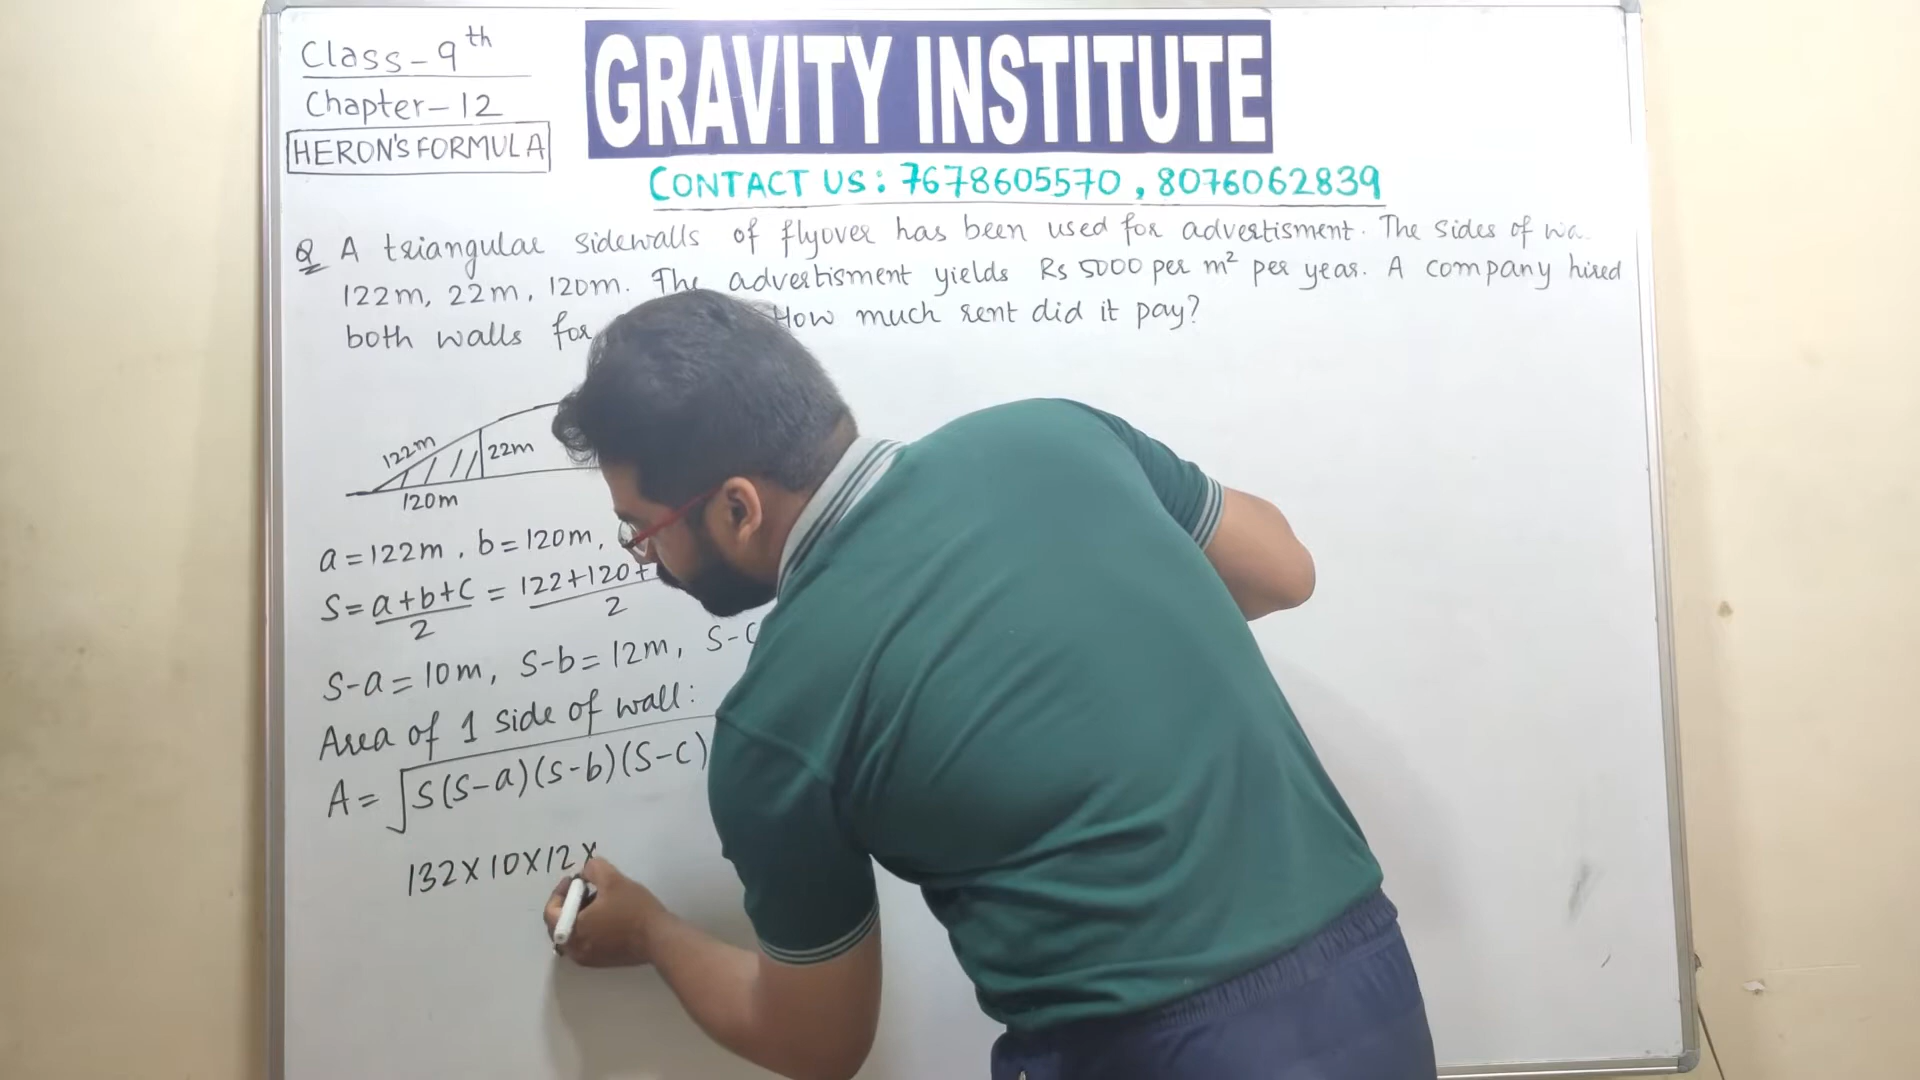 Class-9th
Chapter-12
HERON'S FORMULA
GRAVITY INSTITUTE
CONTACT US: 7678605570, 8076062839
Q A triangular sidewalls of flyover has been used for advertisment. The sides of
122m, 22m, 120m. The advertisment yields Rs 5000 per m² per year. A company hired
both walls for How much rent did it pay?
122m
22m
120m
a=122m, b=120m,
S=a+b+c/2 = 122+120+/2
S-a=10m, S-b=12m, S-c
Area of 1 side of wall:
A=√S(S-a)(S-b)(S-c)
132×10×12×